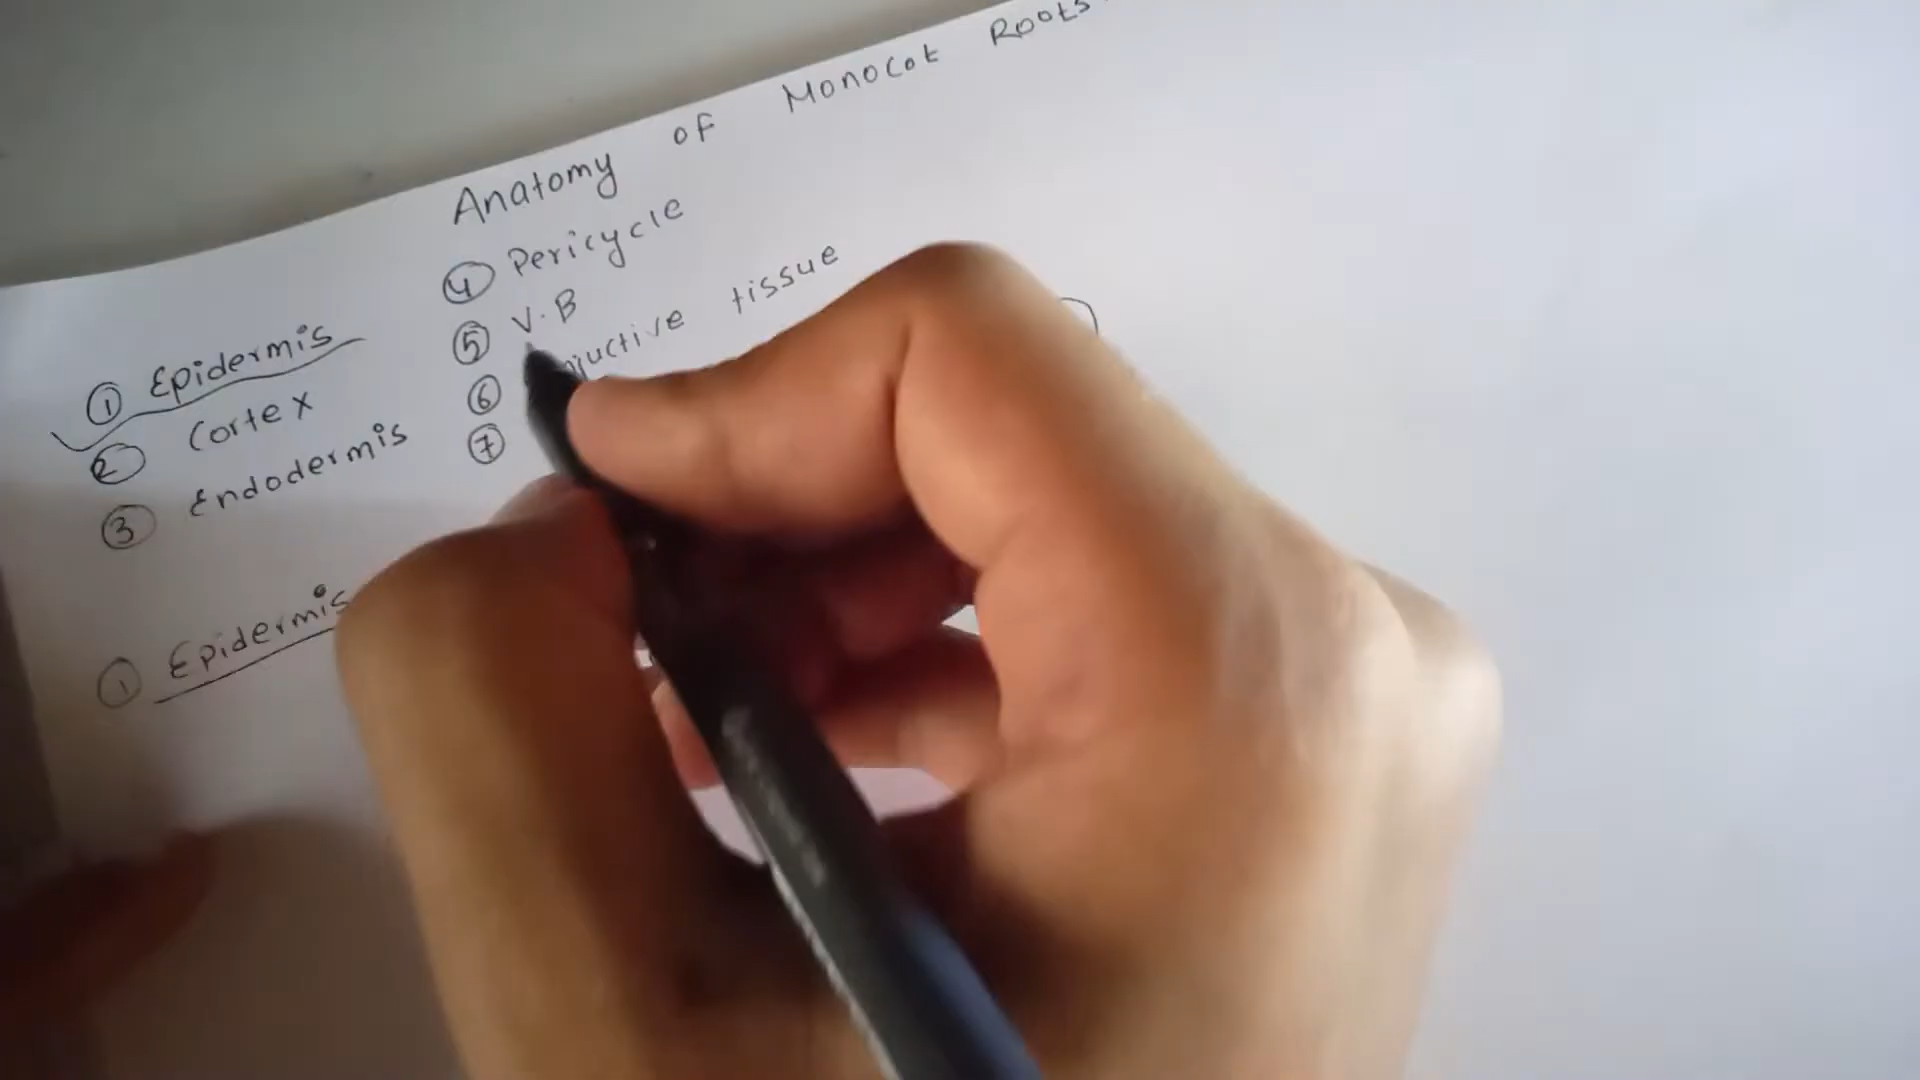 Anatomy of Monocot Roots
① Epidermis
② Cortex
③ Endodermis
④ Pericycle
⑤ V.B
⑥ tissue
⑦
① Epidermis